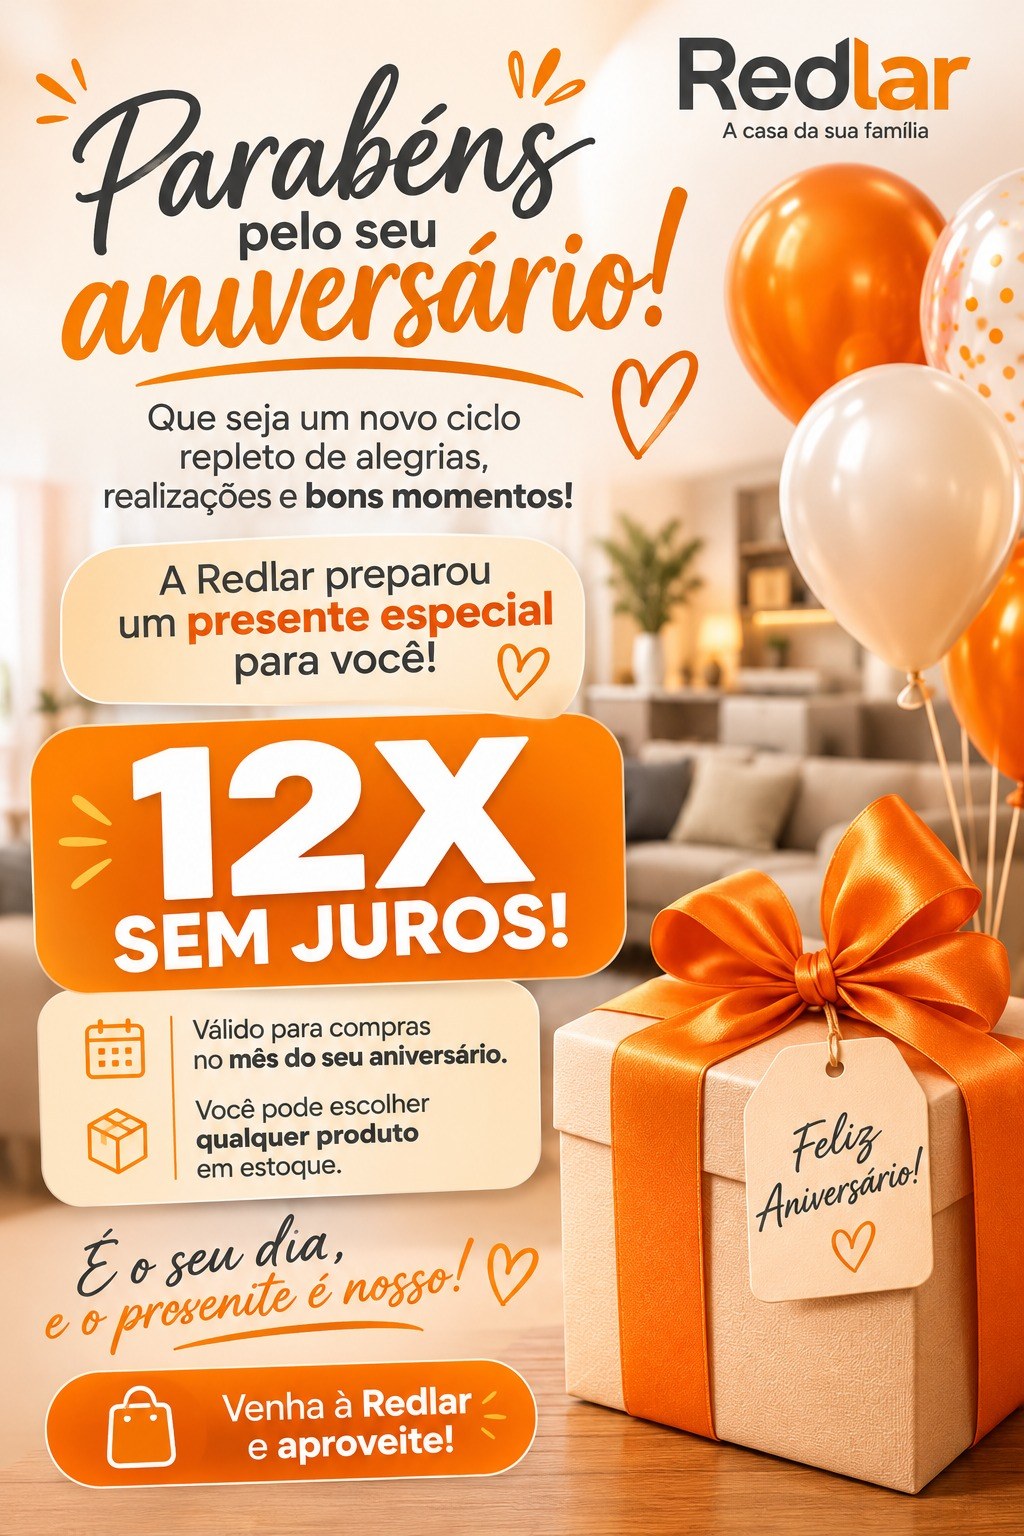 Redlar
A casa da sua família
Parabéns
pelo seu
aniversário!
Que seja um novo ciclo
repleto de alegrias,
realizações e bons momentos!
A Redlar preparou
um presente especial
para você!
12X
SEM JUROS!
Válido para compras
no mês do seu aniversário.
Você pode escolher
qualquer produto
em estoque.
É o seu dia,
e o presenite é nosso!
Venha à Redlar
e aproveite!
Feliz
Aniversário!